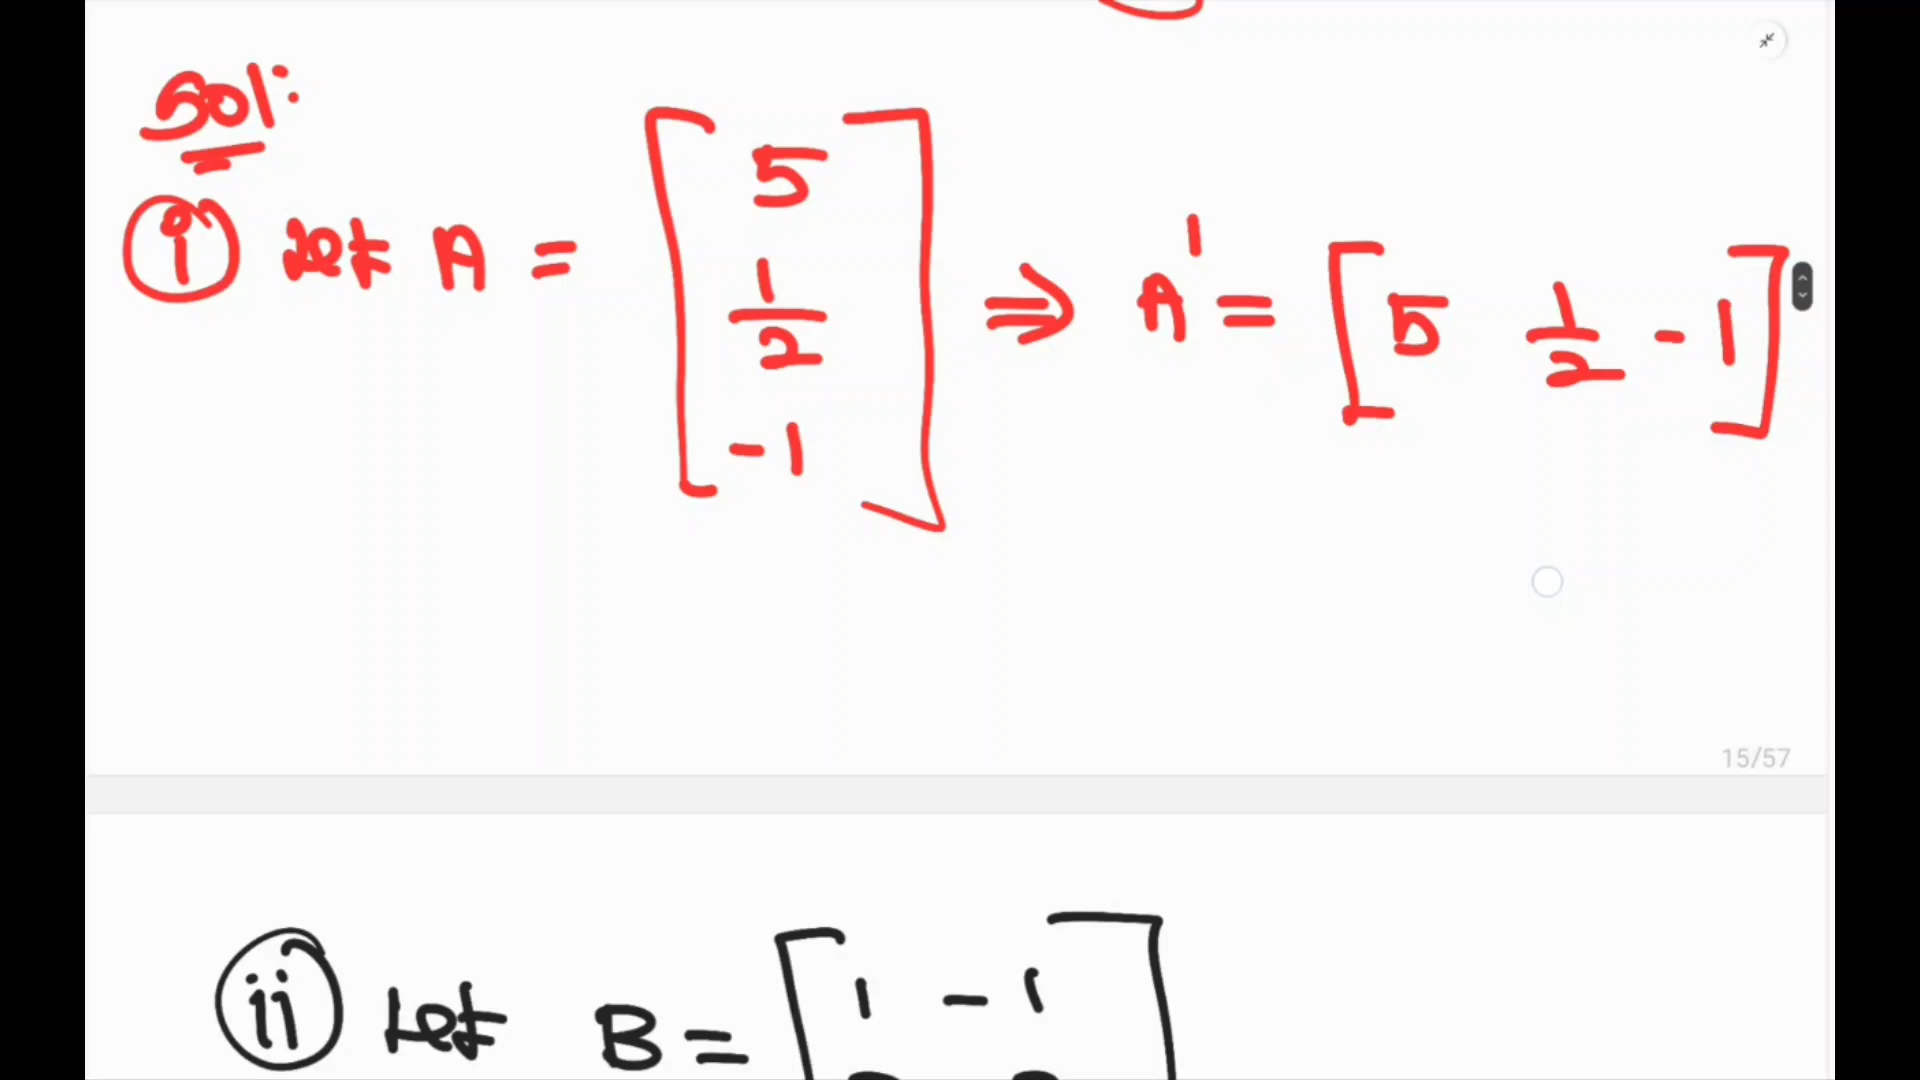 Sol:
i let A = [ 5 1/2 -1 ] ⇒ A' = [ 5 1/2 -1 ]
15/57
ii Let B = [ 1 -1